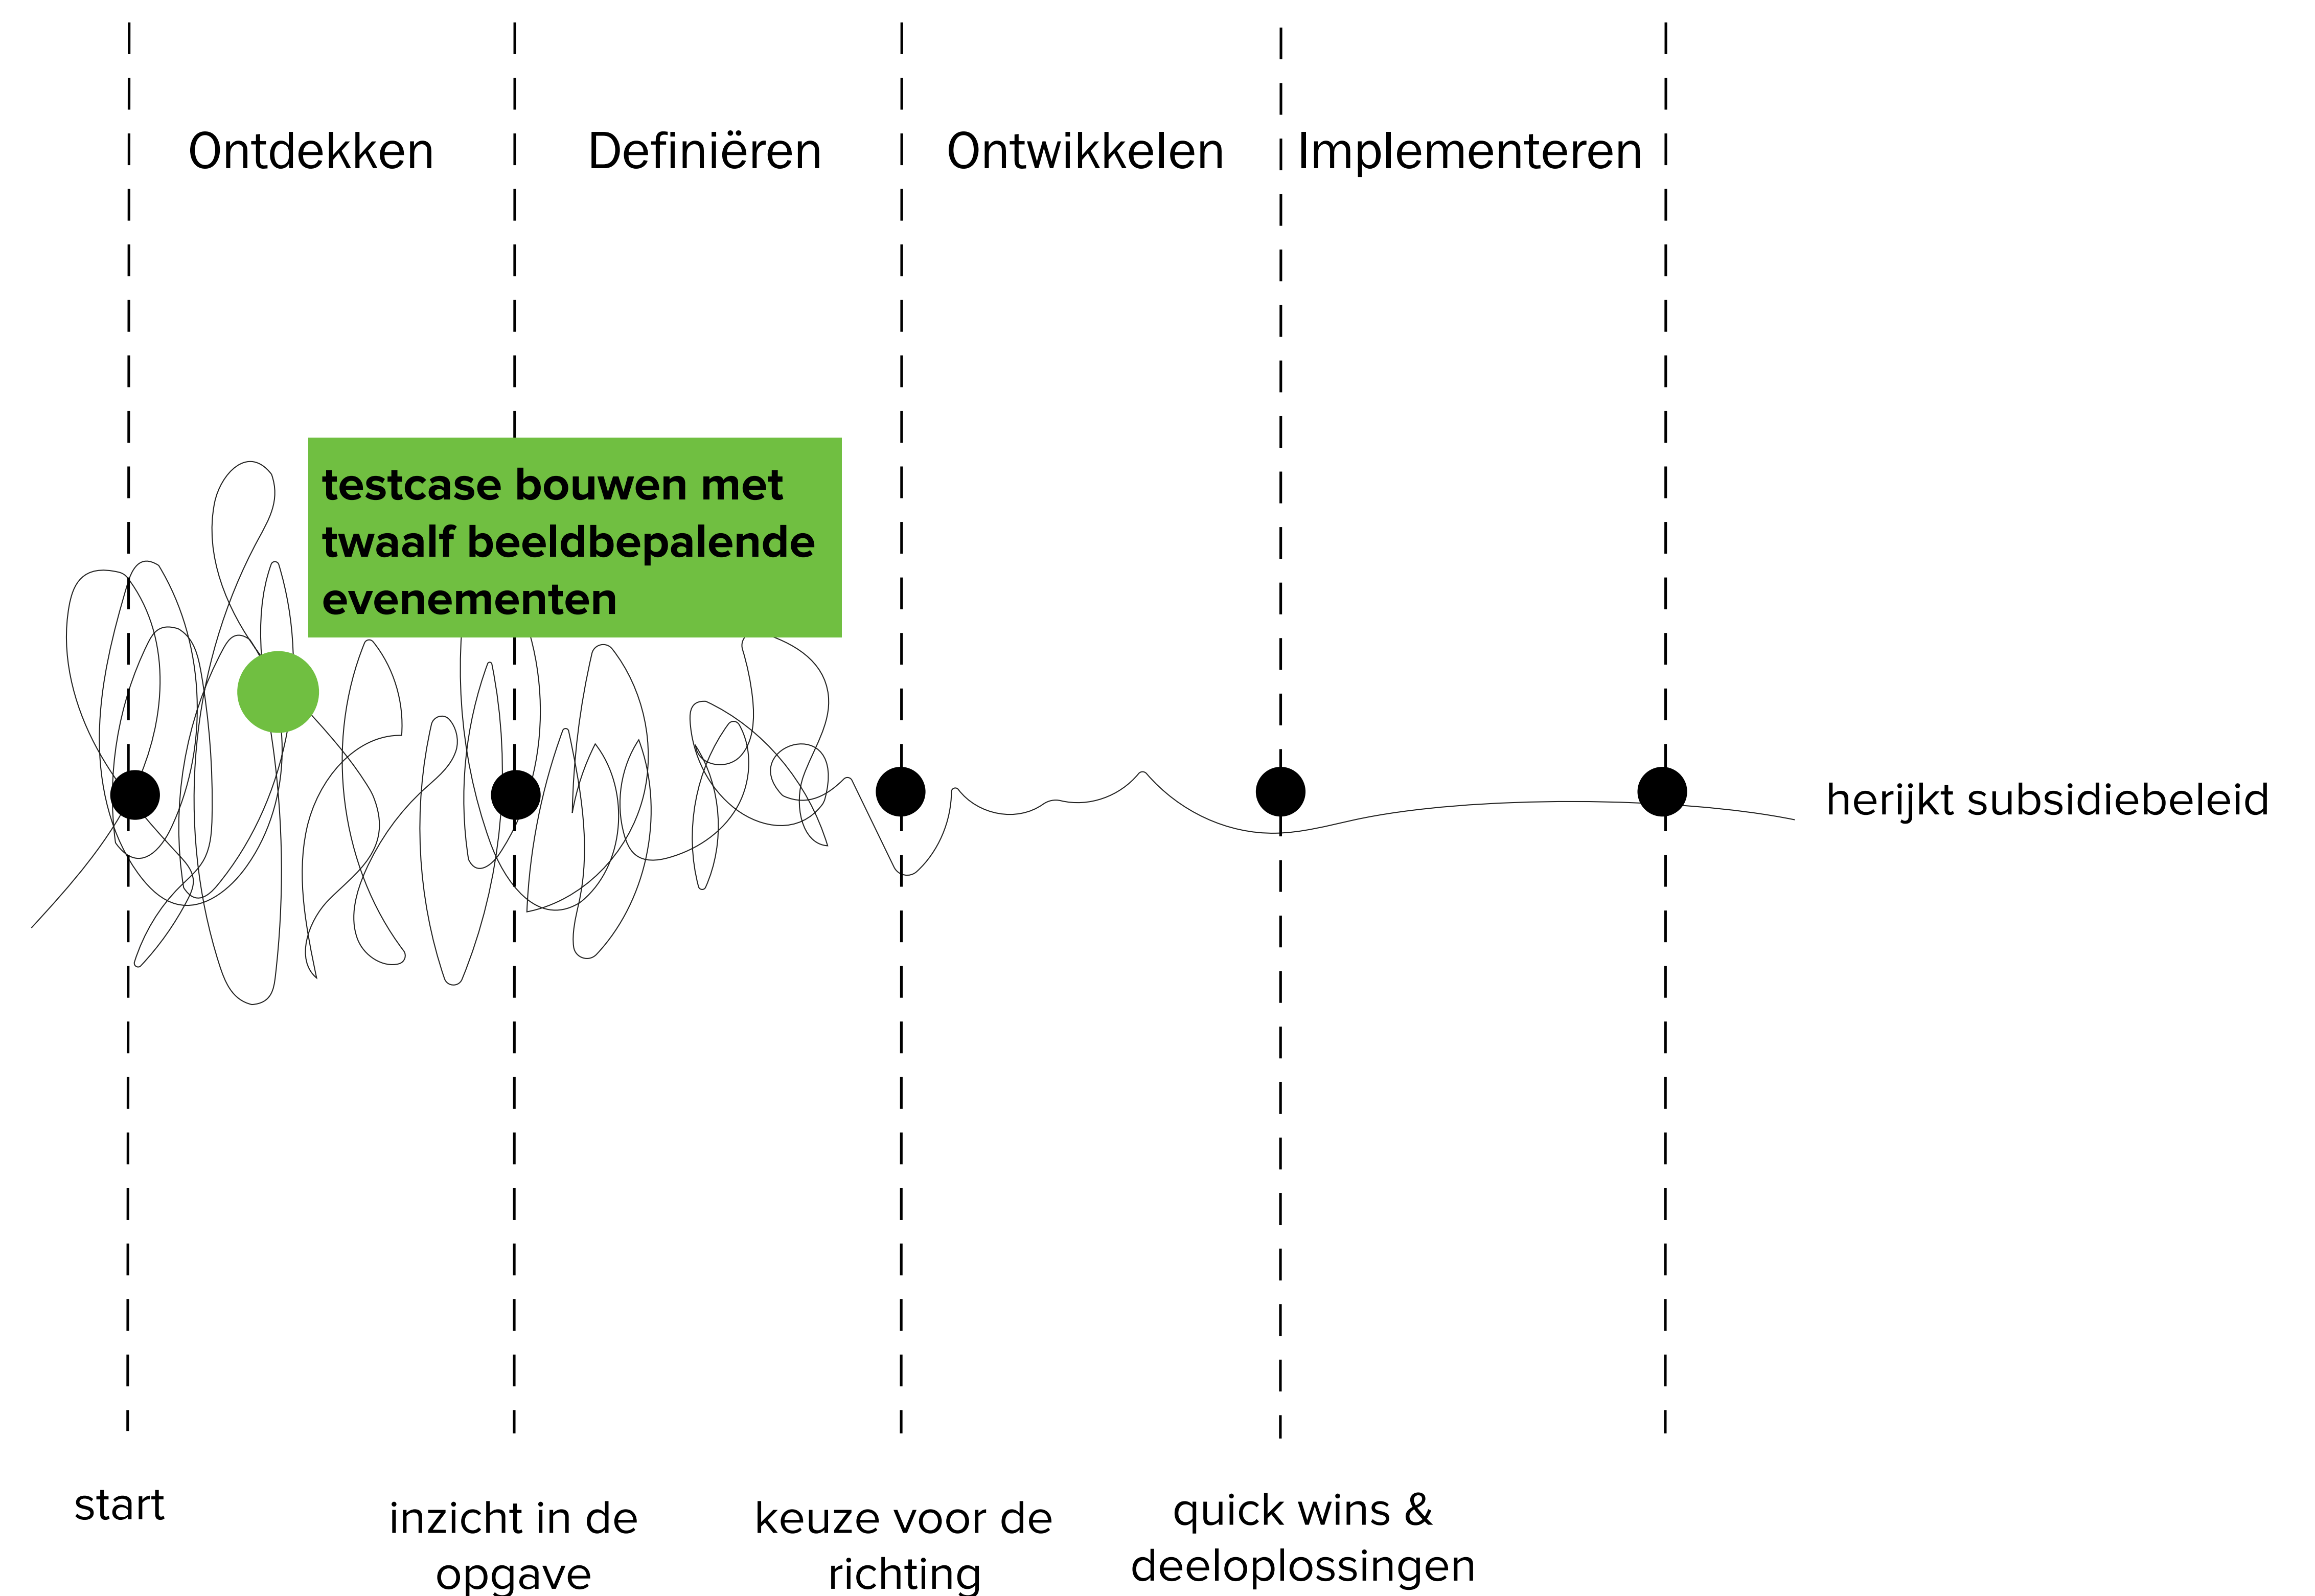 Ontdekken
Definiëren
Ontwikkelen
Implementeren
testcase bouwen met
twaalf beeldbepalende
evenementen
herijkt subsidiebeleid
start
inzicht in de
opgave
keuze voor de
richting
quick wins &
deeloplossingen